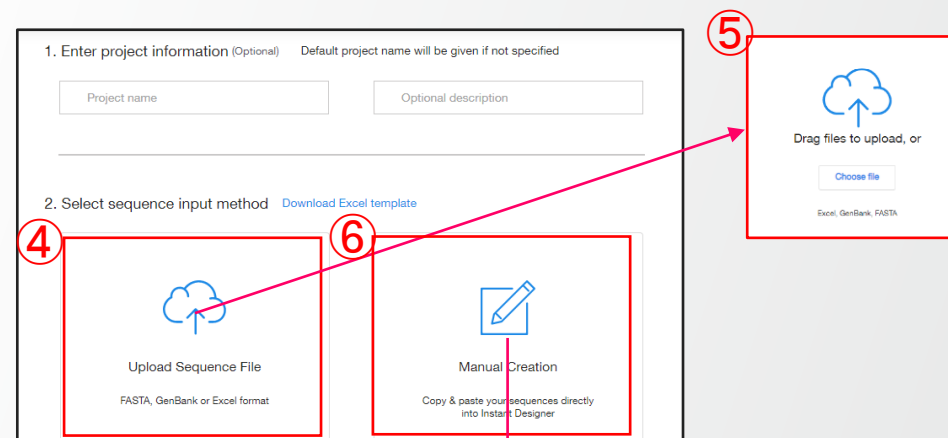 1. Enter project information (Optional) Default project name will be given if not specified
Project name
Optional description
2. Select sequence input method Download Excel template
④
Upload Sequence File
FASTA, GenBank or Excel format
⑥
Manual Creation
Copy & paste your sequences directly
into Instant Designer
⑤
Drag files to upload, or
Choose file
Excel, GenBank, FASTA